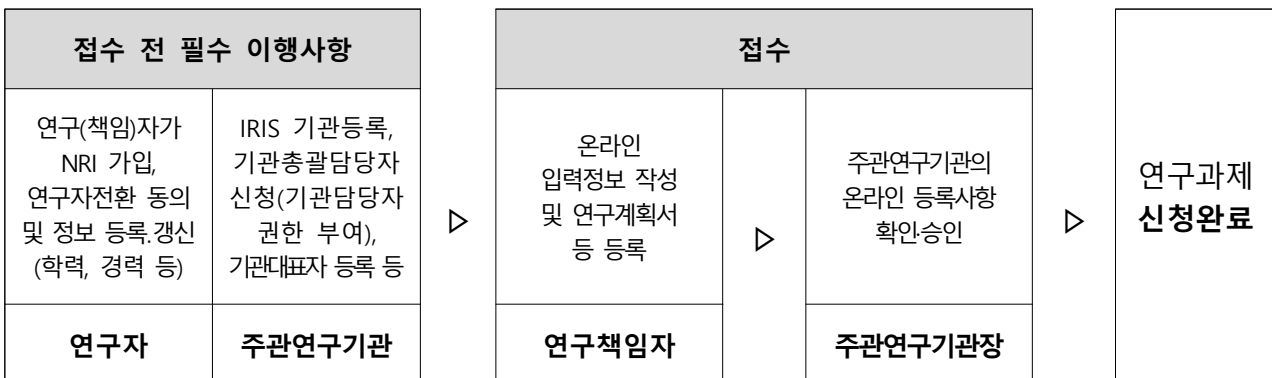 접수 전 필수 이행사항
연구(책임)자가
NRI 가입,
연구자전환 동의
및 정보 등록.갱신
(학력, 경력 등)
연구자
IRIS 기관등록,
기관총괄담당자
신청(기관담당자
권한 부여),
기관대표자 등록 등
주관연구기관
▷
접수
온라인
입력정보 작성
및 연구계획서
등 등록
연구책임자
▷
주관연구기관의
온라인 등록사항
확인·승인
주관연구기관장
▷
연구과제
신청완료